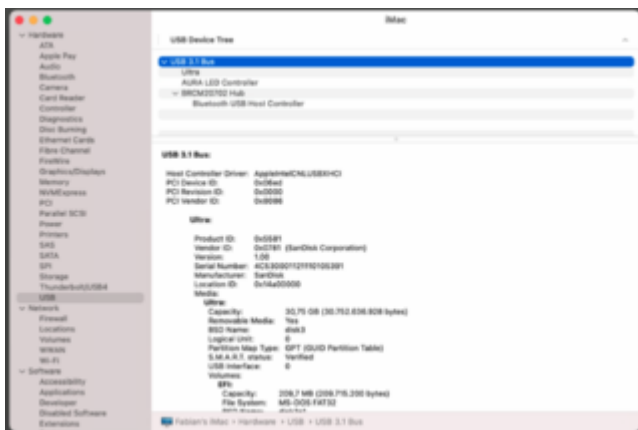 iMac
Hardware
ATA
Apple Pay
Audio
Bluetooth
Camera
Card Reader
Controller
Diagnostics
Disc Burning
Ethernet Cards
Fibre Channel
FireWire
Graphics/Displays
Memory
NVMExpress
PCI
Parallel SCSI
Power
Printers
SAS
SATA
SPI
Storage
Thunderbolt/USB4
USB
Network
Firewall
Locations
Volumes
WWAN
Wi-Fi
Software
Accessibility
Applications
Developer
Disabled Software
Extensions
USB Device Tree
USB 3.1 Bus
Ultra
AURA LED Controller
BRCM20702 Hub
Bluetooth USB Host Controller
USB 3.1 Bus:
Host Controller Driver: AppleIntelCNLUSBXHCI
PCI Device ID: 0x06ed
PCI Revision ID: 0x0000
PCI Vendor ID: 0x8086
Ultra:
Product ID: 0x5581
Vendor ID: 0x0781 (SanDisk Corporation)
Version: 1.00
Serial Number:
Manufacturer: SanDisk
Location ID: 0x14a00000
Media:
Ultra:
Capacity: 30,75 GB (30.752.636.928 bytes)
Removable Media: Yes
BSD Name: disk3
Logical Unit: 0
Partition Map Type: GPT (GUID Partition Table)
S.M.A.R.T. status: Verified
USB Interface: 0
Volumes:
EFI:
Capacity: 209,7 MB (209.715.200 bytes)
File System: MS-DOS FAT32
Fabian's iMac › Hardware › USB › USB 3.1 Bus